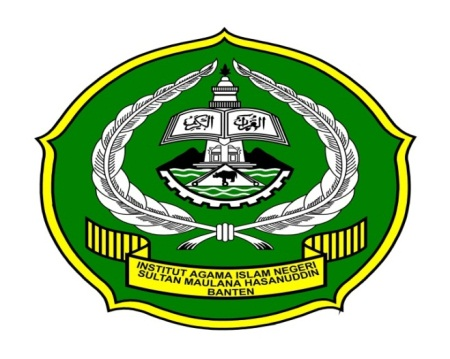 INSTITUT AGAMA ISLAM NEGERI
SULTAN MAULANA HASANUDDIN
BANTEN